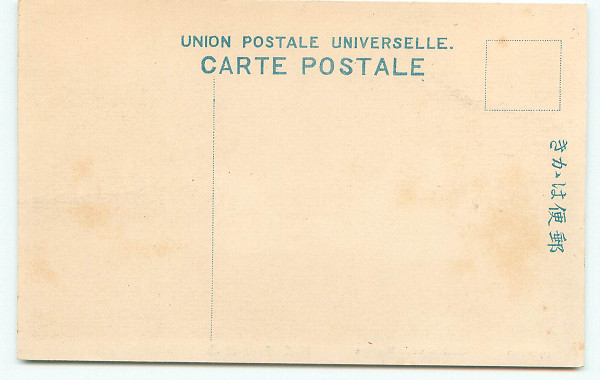 UNION POSTALE UNIVERSELLE.
CARTE POSTALE
郵便はかき